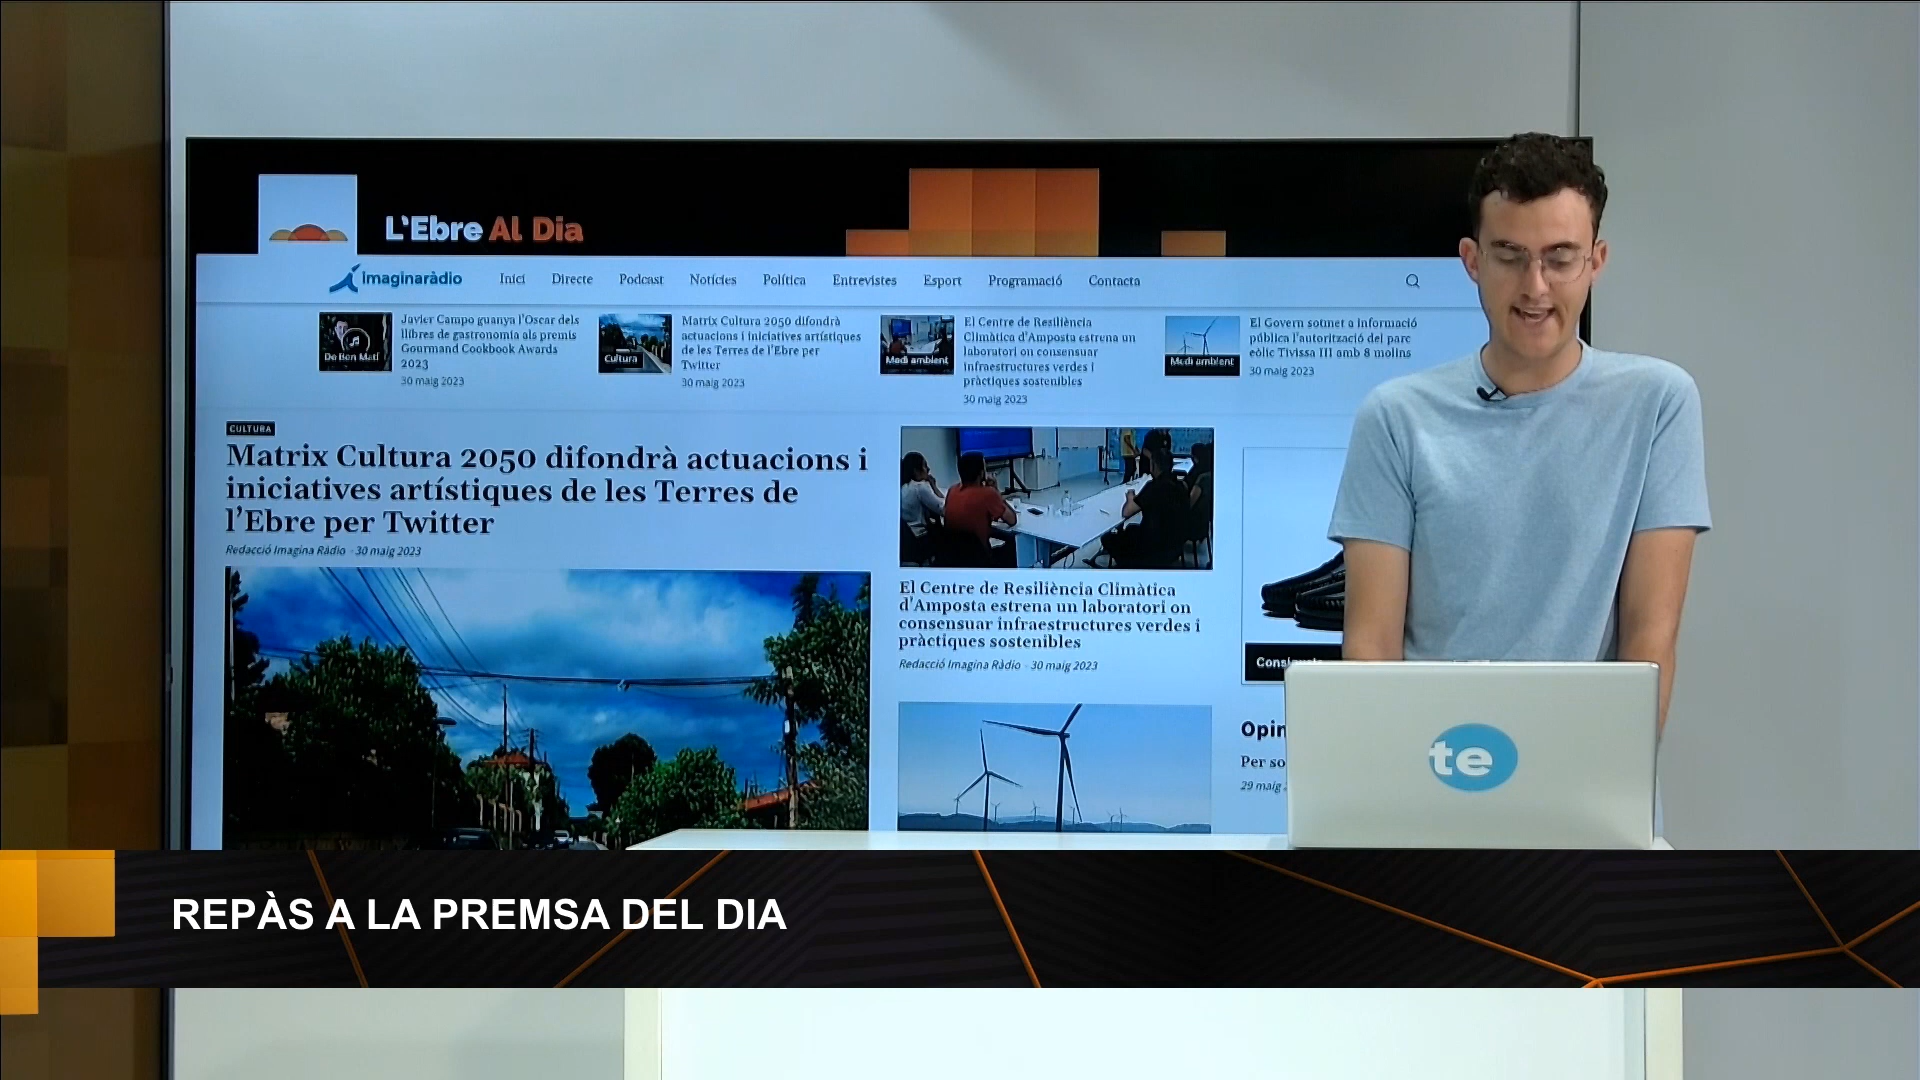 L'Ebre Al Dia
imaginaràdio
Inici Directe Podcast Notícies Política Entrevistes Esport Programació Contacta
De Bon Matí
Javier Campo guanya l'Oscar dels
llibres de gastronomia als premis
Gourmand Cookbook Awards
2023
30 maig 2023
Cultura
Matrix Cultura 2050 difondrà
actuacions i iniciatives artístiques
de les Terres de l'Ebre per
Twitter
30 maig 2023
Medi ambient
El Centre de Resiliència
Climàtica d'Amposta estrena un
laboratori on consensuar
infraestructures verdes i
pràctiques sostenibles
30 maig 2023
Medi ambient
El Govern sotmet a informació
pública l'autorització del parc
eòlic Tivissa III amb 8 molins
30 maig 2023
CULTURA
Matrix Cultura 2050 difondrà actuacions i
iniciatives artístiques de les Terres de
l'Ebre per Twitter
Redacció Imagina Ràdio - 30 maig 2023
El Centre de Resiliència Climàtica
d'Amposta estrena un laboratori on
consensuar infraestructures verdes i
pràctiques sostenibles
Redacció Imagina Ràdio - 30 maig 2023
Opin
Per so
29 maig
te
REPÀS A LA PREMSA DEL DIA